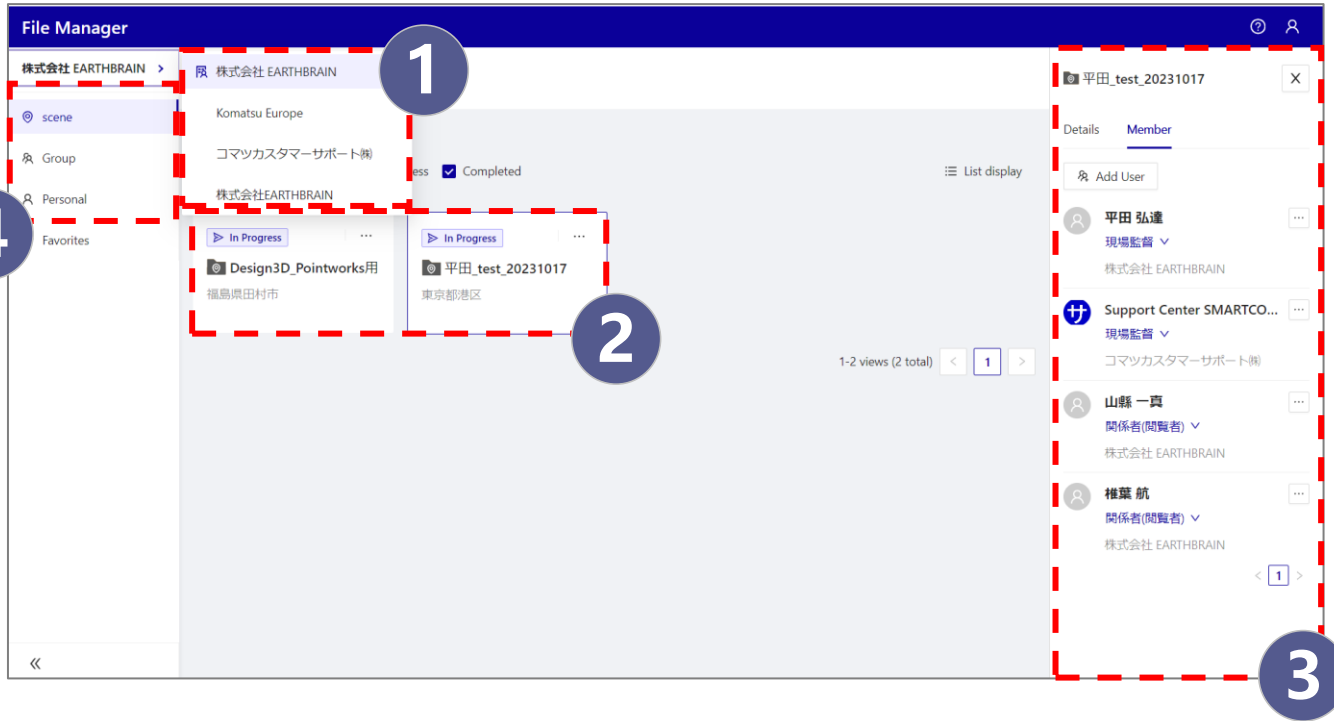 File Manager
株式会社 EARTHBRAIN
scene
Group
Personal
Favorites
4
1
株式会社 EARTHBRAIN
Komatsu Europe
コマツカスタマーサポート㈱
株式会社EARTHBRAIN
Completed
List display
In Progress
Design3D_Pointworks用
福島県田村市
In Progress
平田_test_20231017
東京都港区
2
1-2 views (2 total) < 1 >
平田_test_20231017 X
Details Member
Add User
平田 弘達
現場監督
株式会社 EARTHBRAIN
サ
Support Center SMARTCO...
現場監督
コマツカスタマーサポート㈱
山縣 一真
関係者(閲覧者)
株式会社 EARTHBRAIN
椎葉 航
関係者(閲覧者)
株式会社 EARTHBRAIN
< 1 >
3